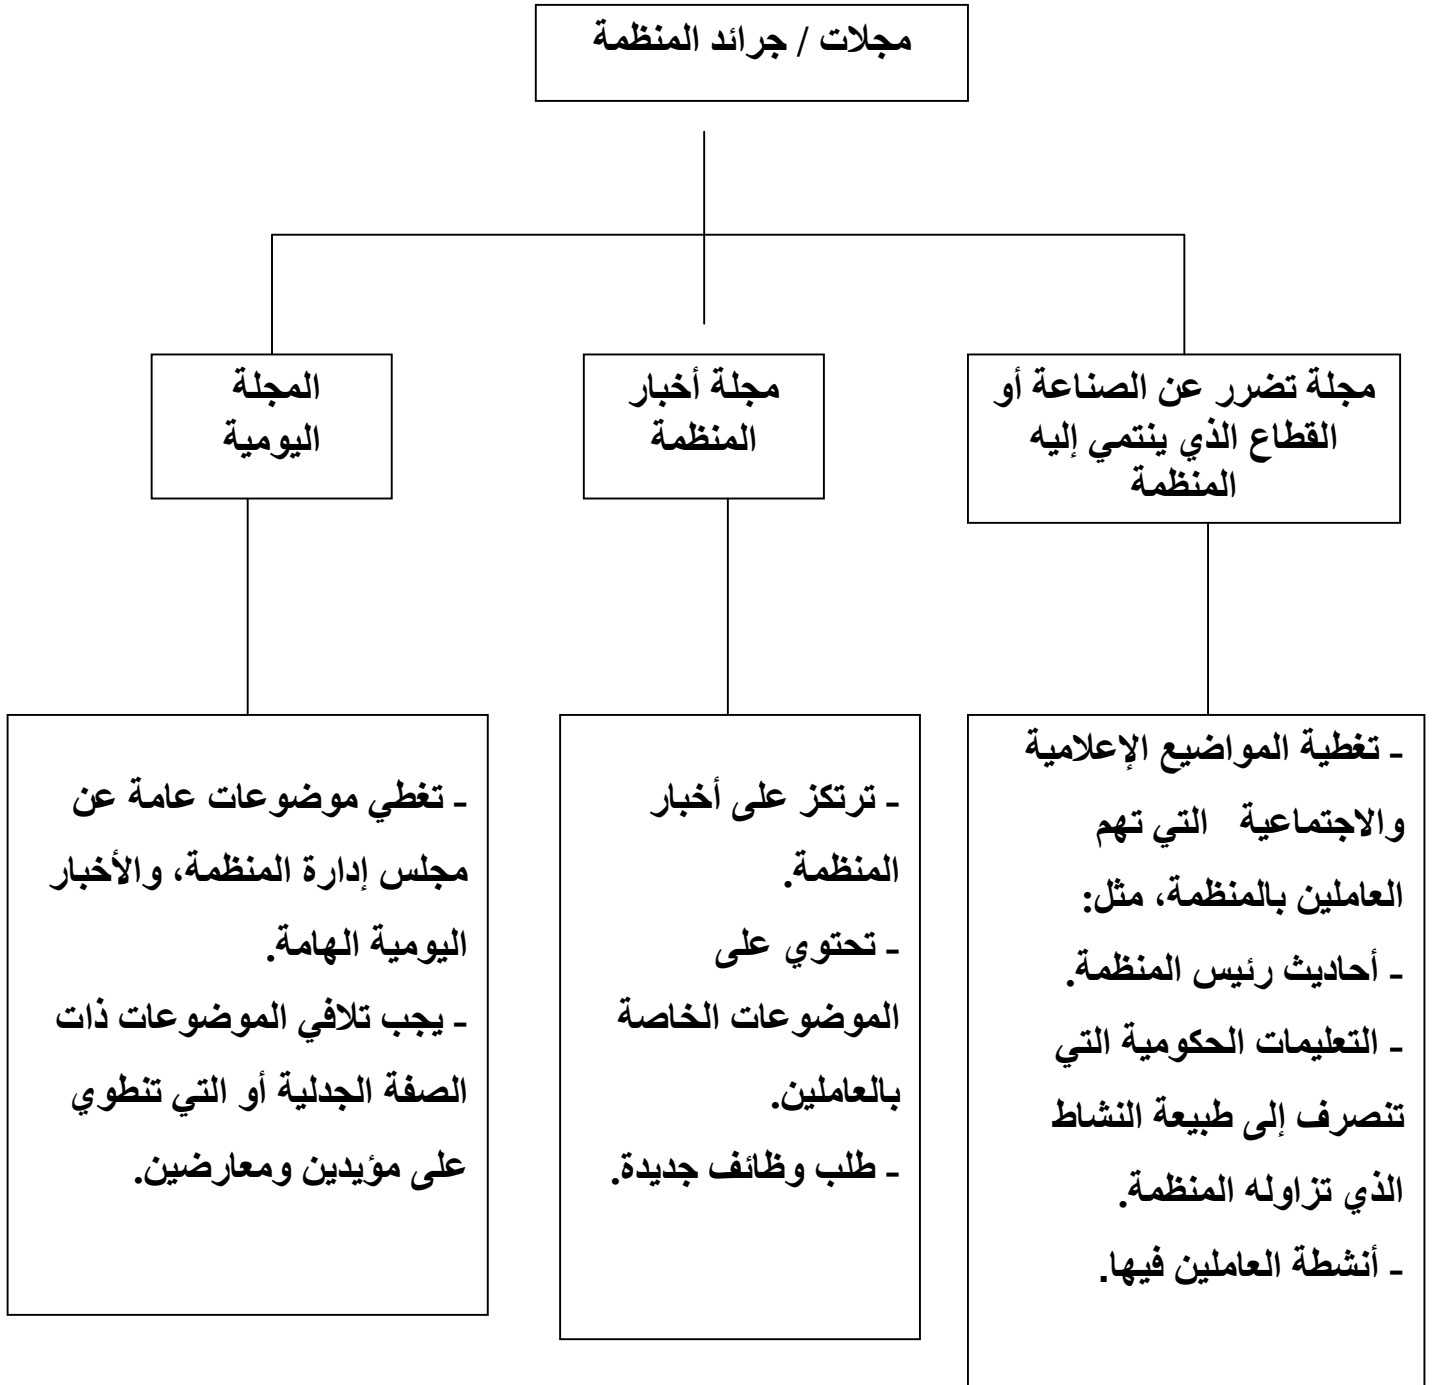 مجلات / جرائد المنظمة
مجلة تضرر عن الصناعة أو
القطاع الذي ينتمي إليه
المنظمة
مجلة أخبار
المنظمة
المجلة
اليومية
- تغطية المواضيع الإعلامية
والاجتماعية التي تهم
العاملين بالمنظمة، مثل:
- أحاديث رئيس المنظمة.
- التعليمات الحكومية التي
تنصرف إلى طبيعة النشاط
الذي تزاوله المنظمة.
- أنشطة العاملين فيها.
- ترتكز على أخبار
المنظمة.
- تحتوي على
الموضوعات الخاصة
بالعاملين.
- طلب وظائف جديدة.
- تغطي موضوعات عامة عن
مجلس إدارة المنظمة، والأخبار
اليومية الهامة.
- يجب تلافي الموضوعات ذات
الصفة الجدلية أو التي تنطوي
على مؤيدين ومعارضين.